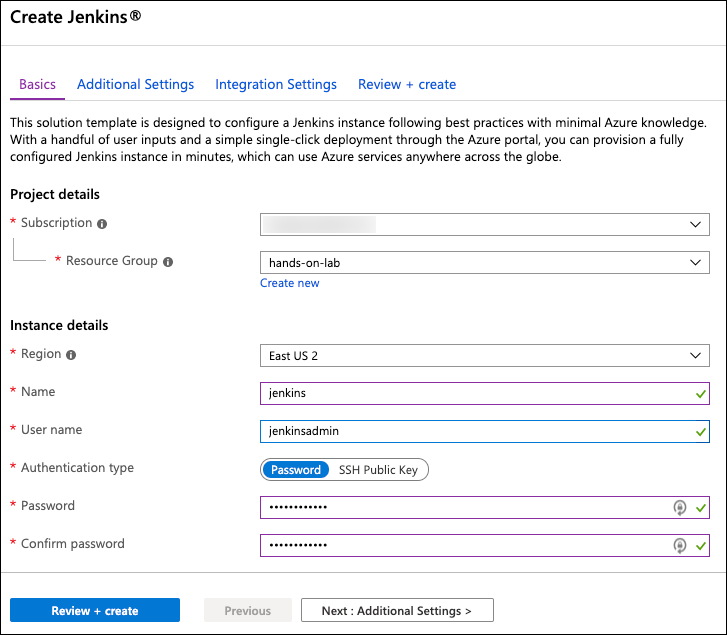 Create Jenkins®
Basics Additional Settings Integration Settings Review + create
This solution template is designed to configure a Jenkins instance following best practices with minimal Azure knowledge.
With a handful of user inputs and a simple single-click deployment through the Azure portal, you can provision a fully
configured Jenkins instance in minutes, which can use Azure services anywhere across the globe.
Project details
* Subscription
* Resource Group hands-on-lab
Create new
Instance details
* Region East US 2
* Name jenkins
* User name jenkinsadmin
* Authentication type Password SSH Public Key
* Password ••••••••••••
* Confirm password ••••••••••••
Review + create Previous Next : Additional Settings >